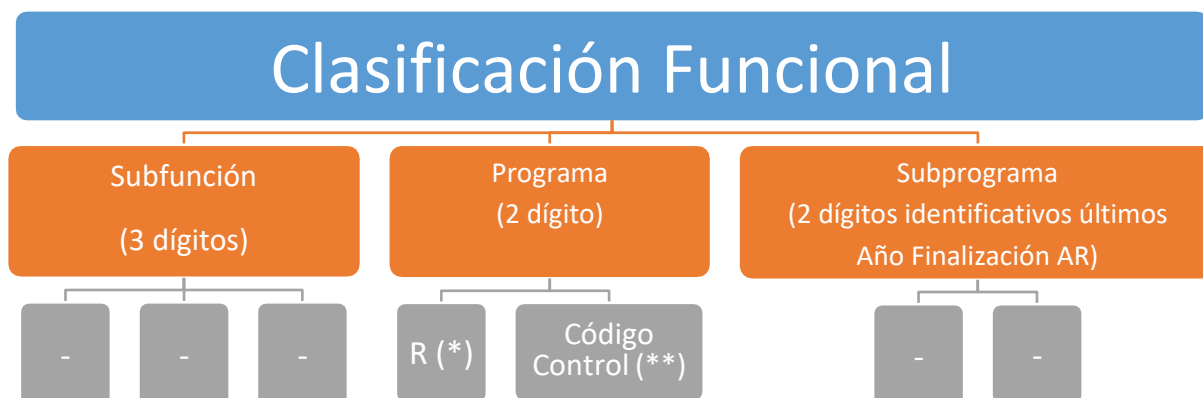 Clasificación Funcional
Subfunción
(3 dígitos)
Programa
(2 dígito)
Subprograma
(2 dígitos identificativos últimos
Año Finalización AR)
-
-
-
R (*)
Código
Control (**)
-
-